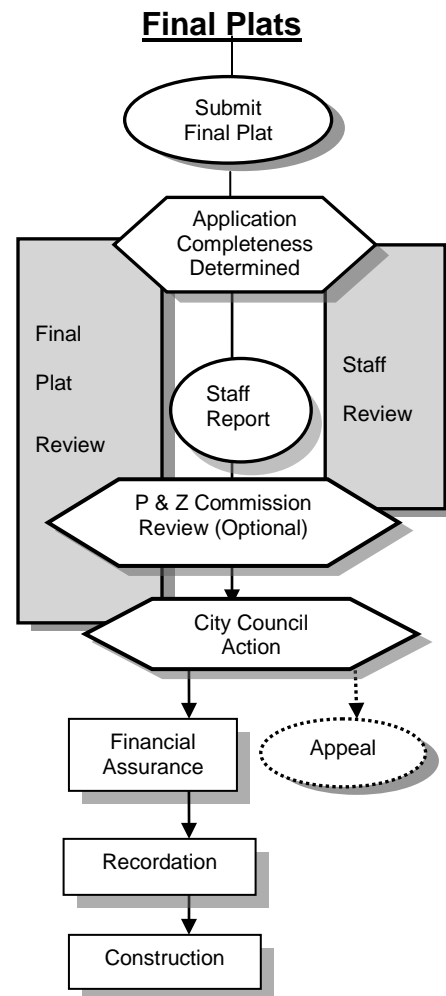 Final Plats
Submit
Final Plat
Application
Completeness
Determined
Final
Plat
Review
Staff
Review
Staff
Report
P & Z Commission
Review (Optional)
City Council
Action
Financial
Assurance
Appeal
Recordation
Construction